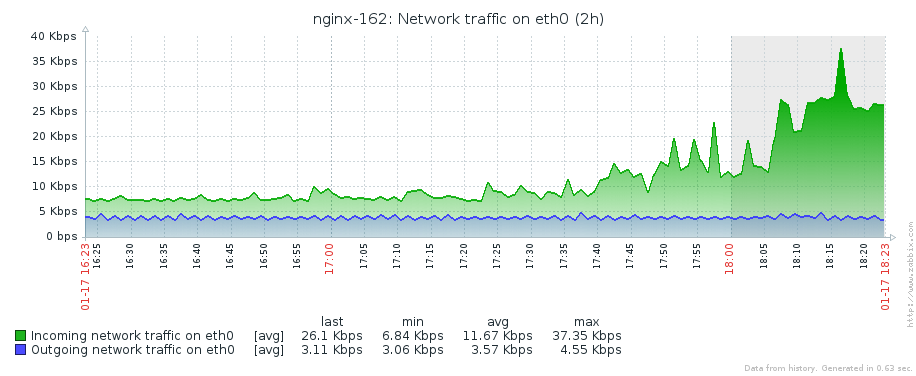 nginx-162: Network traffic on eth0 (2h)
40 Kbps
35 Kbps
30 Kbps
25 Kbps
20 Kbps
15 Kbps
10 Kbps
5 Kbps
0 bps
01-17 16:23
16:25
16:30
16:35
16:40
16:45
16:50
16:55
16:55
17:00
17:05
17:10
17:15
17:20
17:25
17:30
17:35
17:40
17:45
17:50
17:55
18:00
18:05
18:10
18:15
18:20
01-17 18:23
last min avg max
Incoming network traffic on eth0 [avg] 26.1 Kbps 6.84 Kbps 11.67 Kbps 37.35 Kbps
Outgoing network traffic on eth0 [avg] 3.11 Kbps 3.06 Kbps 3.57 Kbps 4.55 Kbps
http://www.zabbix.com
Data from history. Generated in 0.63 sec.